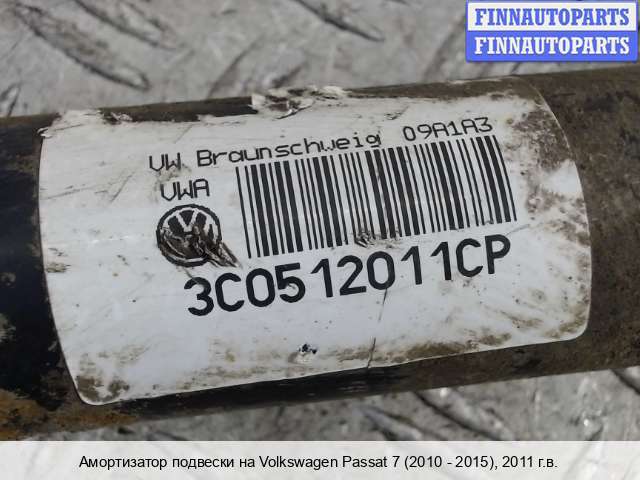 FINNAUTOPARTS
FINNAUTOPARTS
VW Braunschweig 09A1A3
VWA
3C0512011CP
Амортизатор подвески на Volkswagen Passat 7 (2010 - 2015), 2011 г.в.